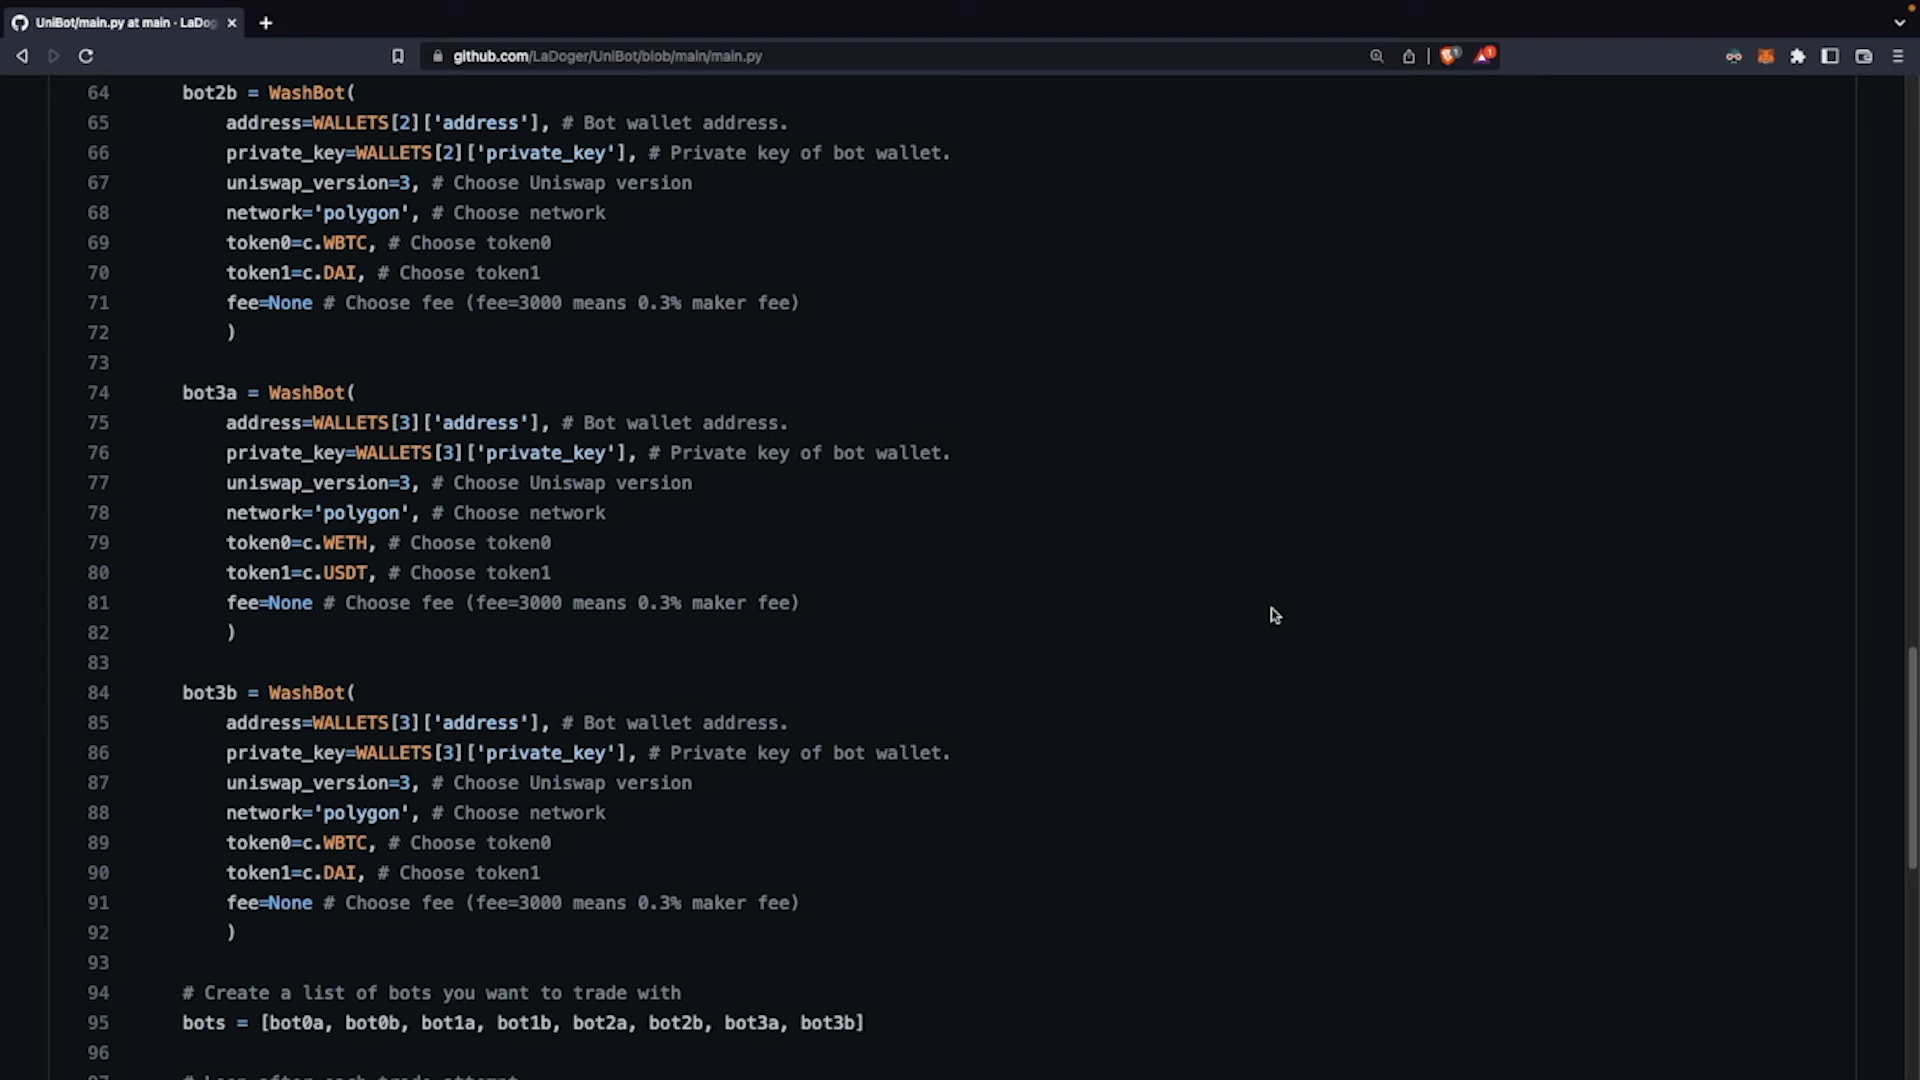 UniBot/main.py at main · LaDog
github.com/LaDoger/UniBot/blob/main/main.py
64 bot2b = WashBot(
65 address=WALLETS[2]['address'], # Bot wallet address.
66 private_key=WALLETS[2]['private_key'], # Private key of bot wallet.
67 uniswap_version=3, # Choose Uniswap version
68 network='polygon', # Choose network
69 token0=c.WBTC, # Choose token0
70 token1=c.DAI, # Choose token1
71 fee=None # Choose fee (fee=3000 means 0.3% maker fee)
72 )
73
74 bot3a = WashBot(
75 address=WALLETS[3]['address'], # Bot wallet address.
76 private_key=WALLETS[3]['private_key'], # Private key of bot wallet.
77 uniswap_version=3, # Choose Uniswap version
78 network='polygon', # Choose network
79 token0=c.WETH, # Choose token0
80 token1=c.USDT, # Choose token1
81 fee=None # Choose fee (fee=3000 means 0.3% maker fee)
82 )
83
84 bot3b = WashBot(
85 address=WALLETS[3]['address'], # Bot wallet address.
86 private_key=WALLETS[3]['private_key'], # Private key of bot wallet.
87 uniswap_version=3, # Choose Uniswap version
88 network='polygon', # Choose network
89 token0=c.WBTC, # Choose token0
90 token1=c.DAI, # Choose token1
91 fee=None # Choose fee (fee=3000 means 0.3% maker fee)
92 )
93
94 # Create a list of bots you want to trade with
95 bots = [bot0a, bot0b, bot1a, bot1b, bot2a, bot2b, bot3a, bot3b]
96